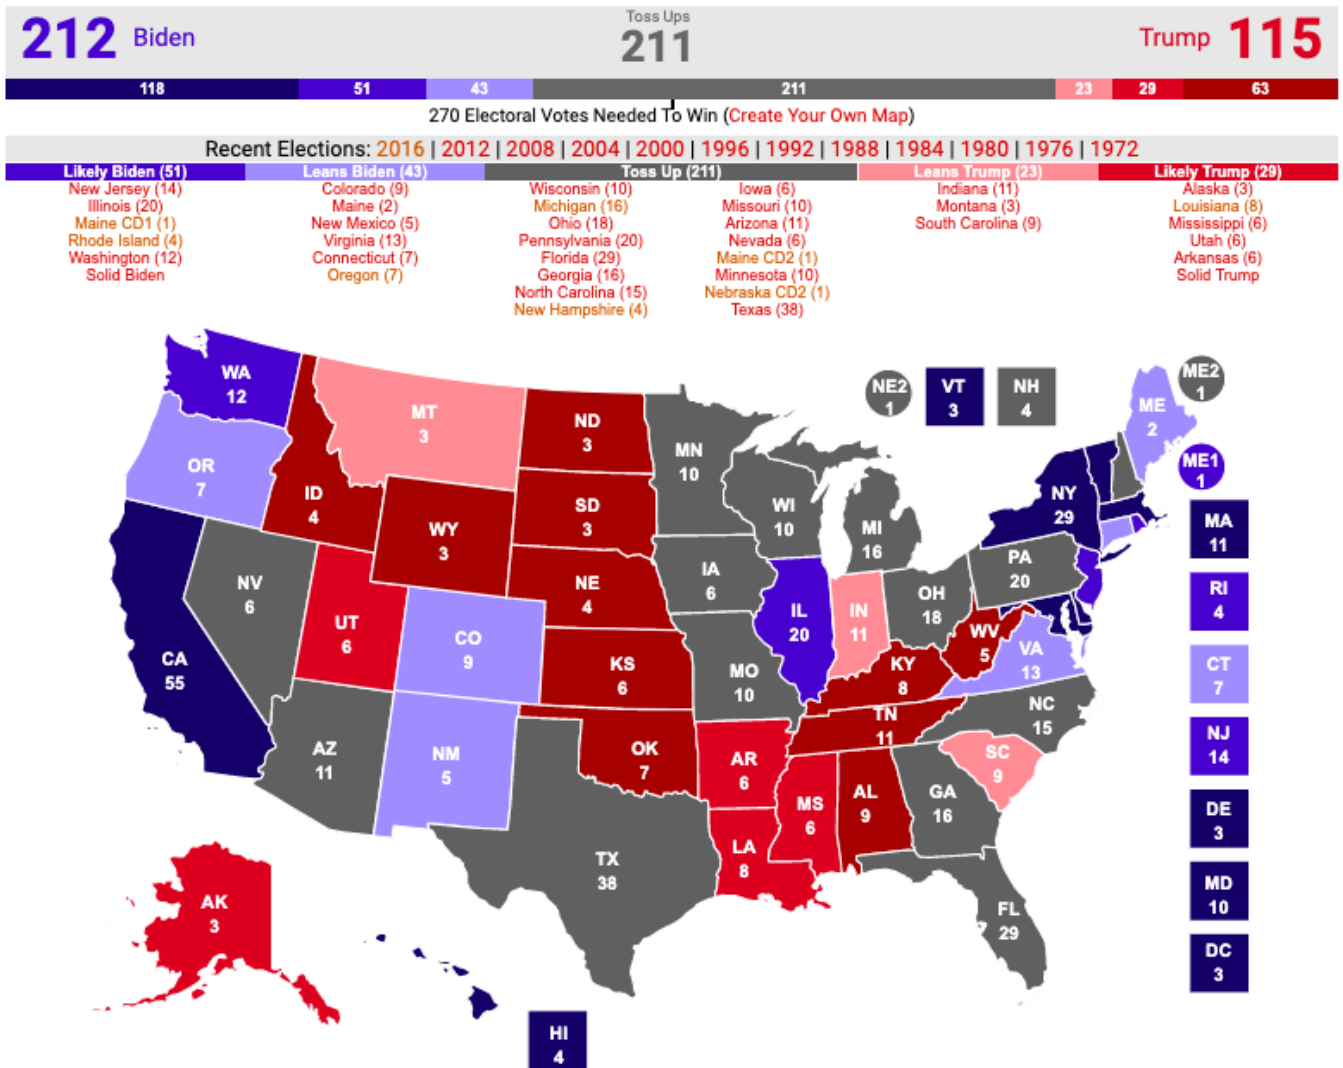 212 Biden
Toss Ups
211
Trump 115
118 51 43 211 23 29 63
270 Electoral Votes Needed To Win (Create Your Own Map)
Recent Elections: 2016 | 2012 | 2008 | 2004 | 2000 | 1996 | 1992 | 1988 | 1984 | 1980 | 1976 | 1972
Likely Biden (51)
New Jersey (14)
Illinois (20)
Maine CD1 (1)
Rhode Island (4)
Washington (12)
Solid Biden
Leans Biden (43)
Colorado (9)
Maine (2)
New Mexico (5)
Virginia (13)
Connecticut (7)
Oregon (7)
Toss Up (211)
Wisconsin (10)
Michigan (16)
Ohio (18)
Pennsylvania (20)
Florida (29)
Georgia (16)
North Carolina (15)
New Hampshire (4)
Iowa (6)
Missouri (10)
Arizona (11)
Nevada (6)
Maine CD2 (1)
Minnesota (10)
Nebraska CD2 (1)
Texas (38)
Leans Trump (23)
Indiana (11)
Montana (3)
South Carolina (9)
Likely Trump (29)
Alaska (3)
Louisiana (8)
Mississippi (6)
Utah (6)
Arkansas (6)
Solid Trump
WA
12
OR
7
CA
55
NV
6
ID
4
MT
3
WY
3
UT
6
AZ
11
CO
9
NM
5
ND
3
SD
3
NE
4
KS
6
OK
7
TX
38
MN
10
IA
6
MO
10
AR
6
LA
8
WI
10
IL
20
MS
6
MI
16
IN
11
KY
8
TN
11
AL
9
OH
18
WV
5
GA
16
FL
29
SC
9
NC
15
VA
13
PA
20
NY
29
ME
2
NE2
1
VT
3
NH
4
ME2
1
ME1
1
MA
11
RI
4
CT
7
NJ
14
DE
3
MD
10
DC
3
AK
3
HI
4